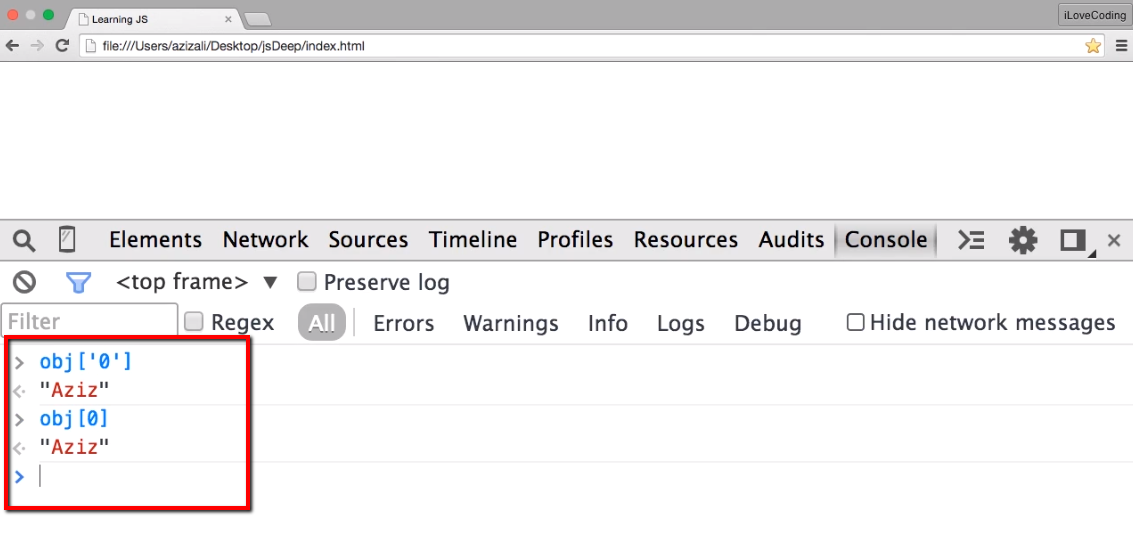 Learning JS
iLoveCoding
file:///Users/azizali/Desktop/jsDeep/index.html
Elements Network Sources Timeline Profiles Resources Audits Console
<top frame> ▼ Preserve log
Filter Regex All Errors Warnings Info Logs Debug Hide network messages
> obj['0']
"Aziz"
> obj[0]
"Aziz"
>